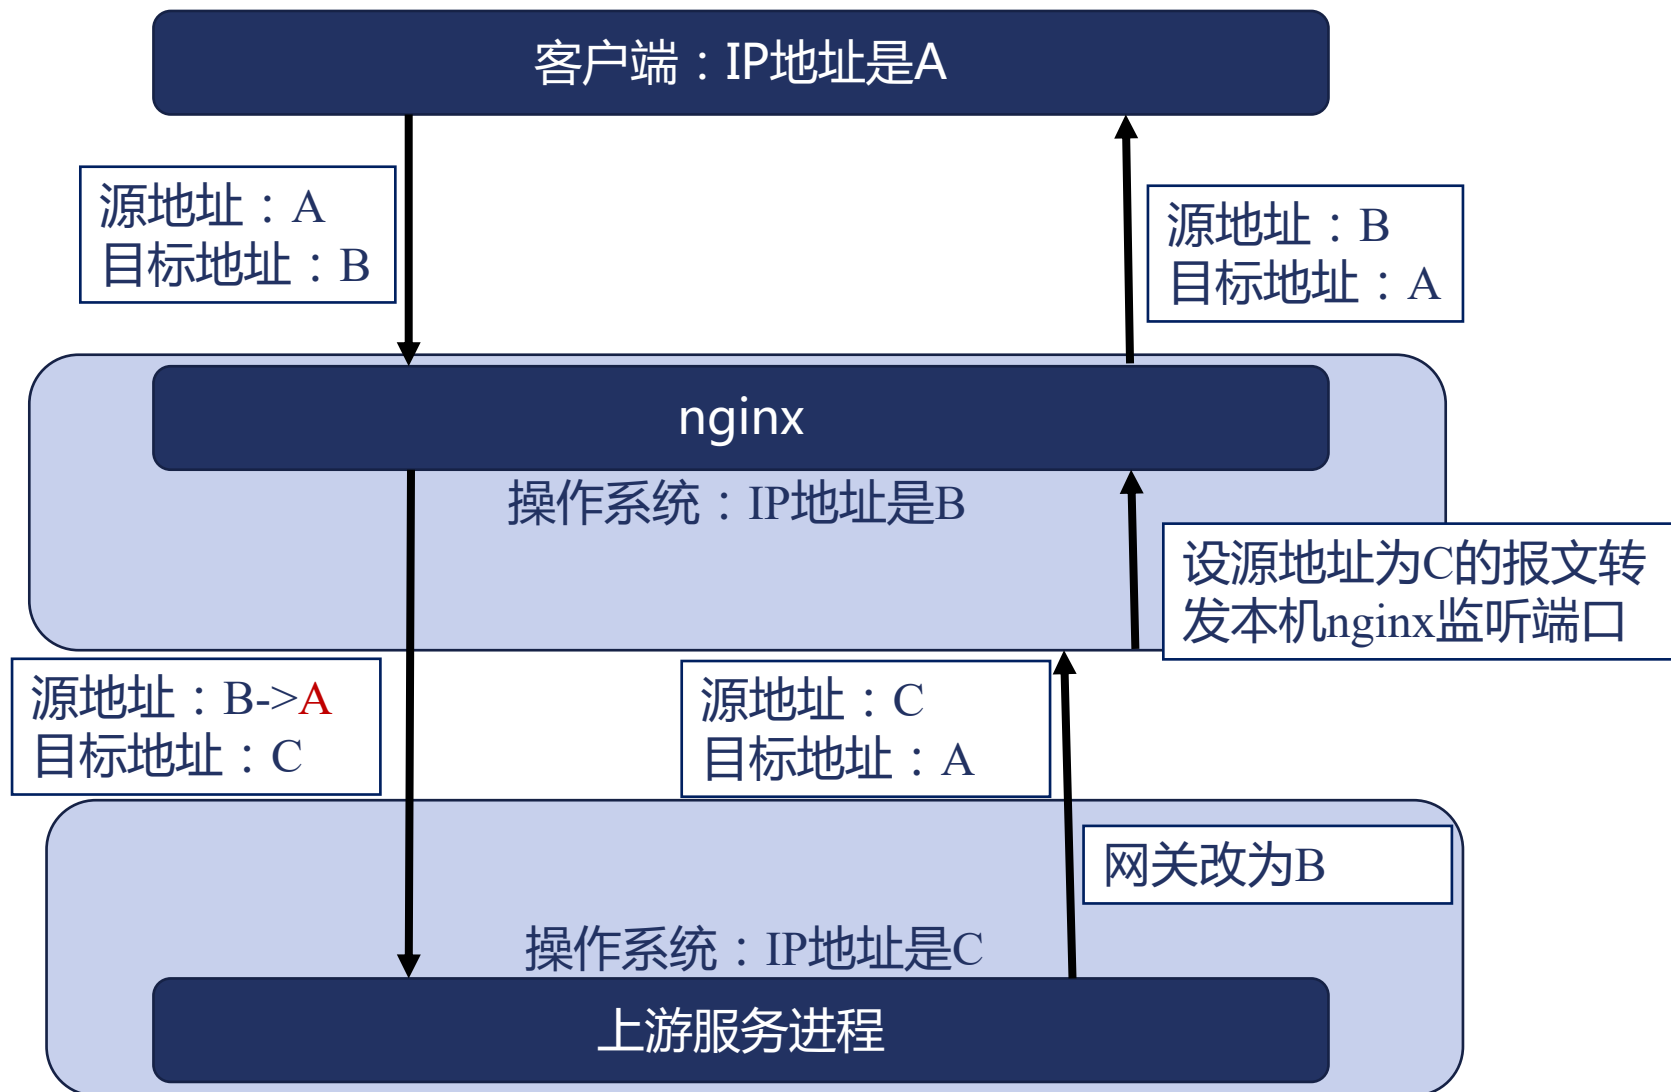 客户端：IP地址是A
源地址：A
目标地址：B
源地址：B
目标地址：A
nginx
操作系统：IP地址是B
设源地址为C的报文转
发本机nginx监听端口
源地址：B->A
目标地址：C
源地址：C
目标地址：A
网关改为B
操作系统：IP地址是C
上游服务进程